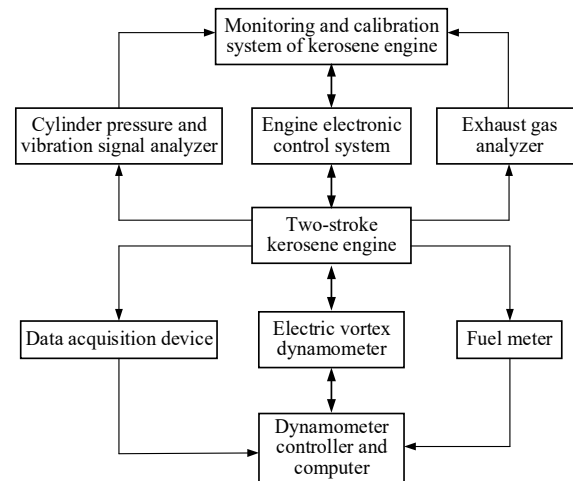 Monitoring and calibration
system of kerosene engine
Cylinder pressure and
vibration signal analyzer
Engine electronic
control system
Exhaust gas
analyzer
Two-stroke
kerosene engine
Data acquisition device
Electric vortex
dynamometer
Fuel meter
Dynamometer
controller and
computer